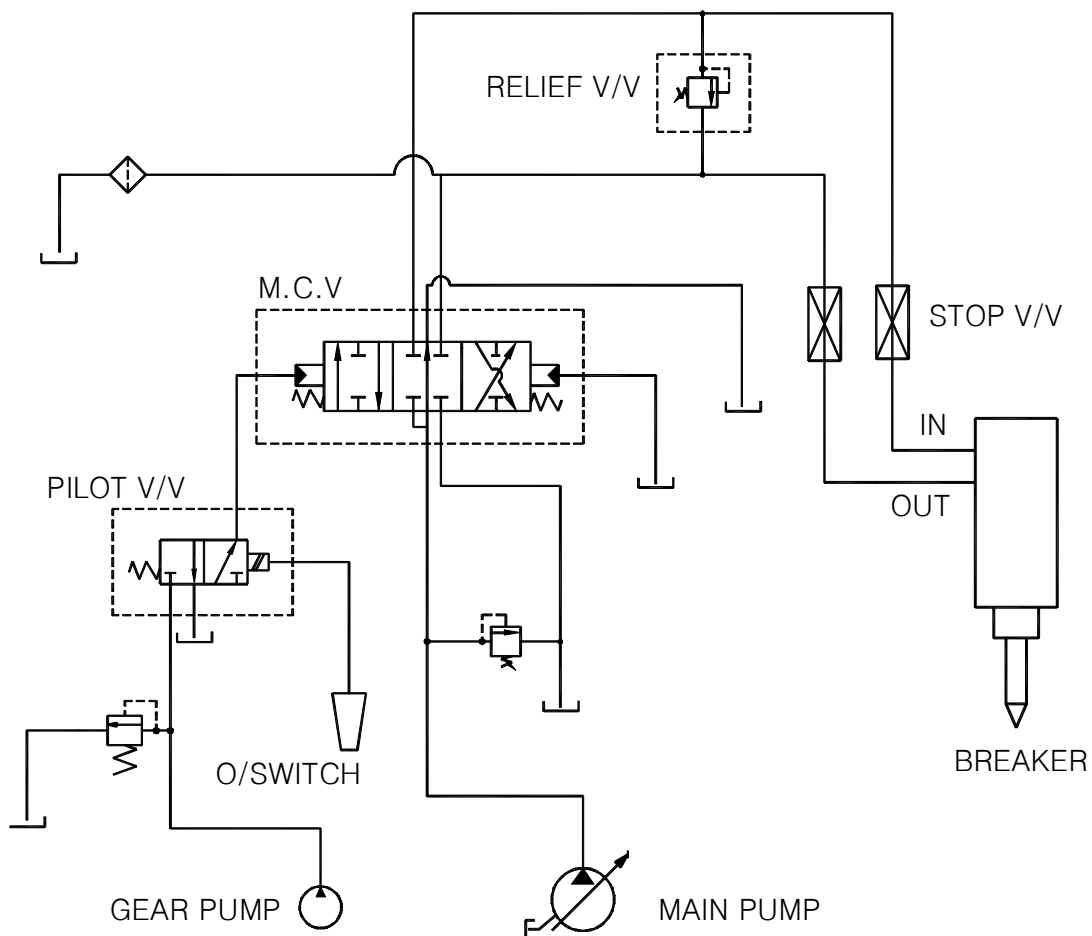 RELIEF V/V
M.C.V
STOP V/V
IN
OUT
PILOT V/V
O/SWITCH
BREAKER
GEAR PUMP
MAIN PUMP